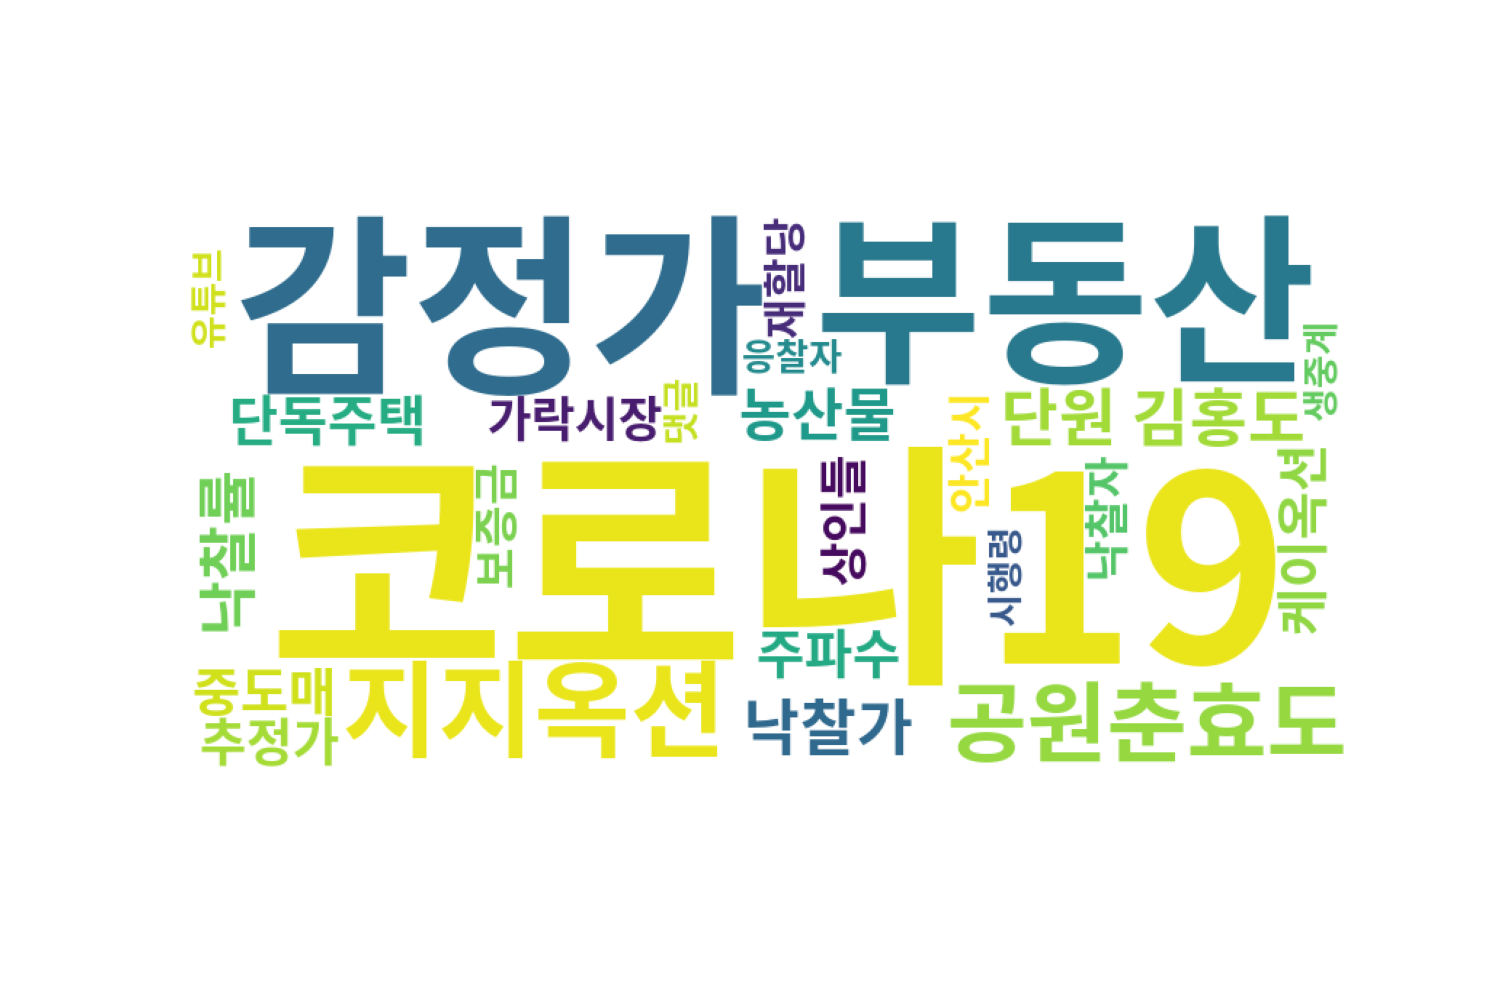 감정가
부동산
유튜브
재할당
응찰자
생중계
단독주택
가락시장
댓글
농산물
안산시
단원 김홍도
코로나19
낙찰률
보증금
상인들
시행령
낙찰자
케이옥션
주파수
중도매
추정가
지지옥션
낙찰가
공원춘효도